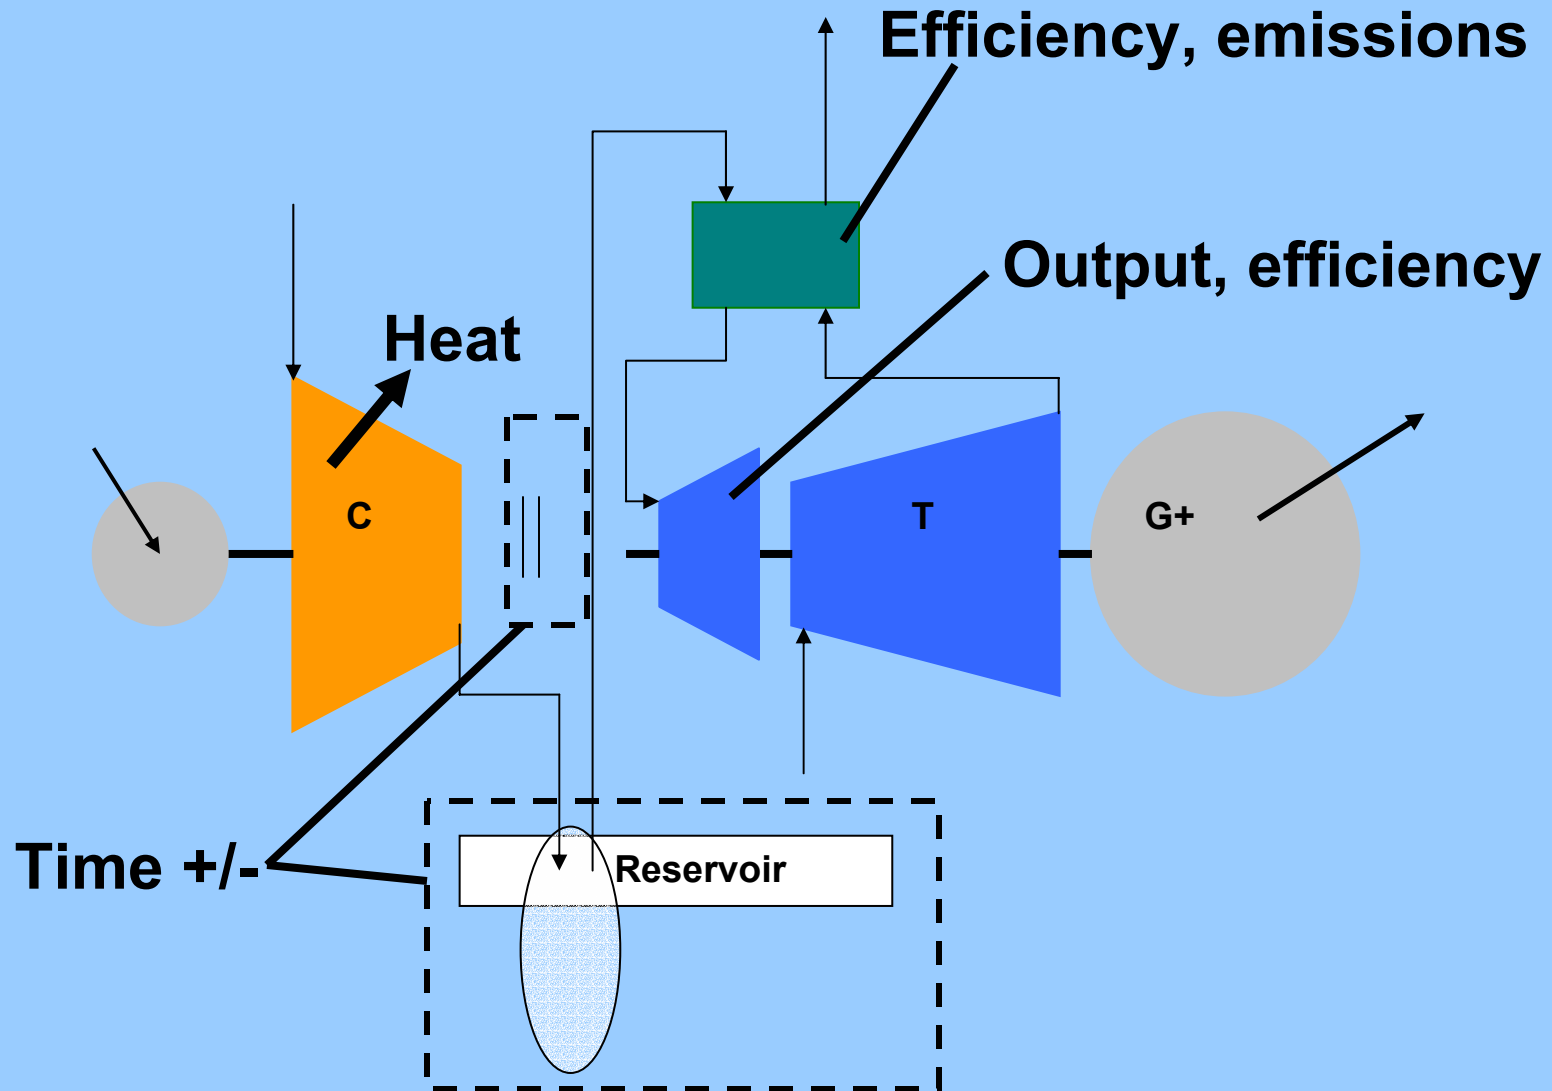 Efficiency, emissions
Output, efficiency
Heat
C
T
G+
Time +/-
Reservoir